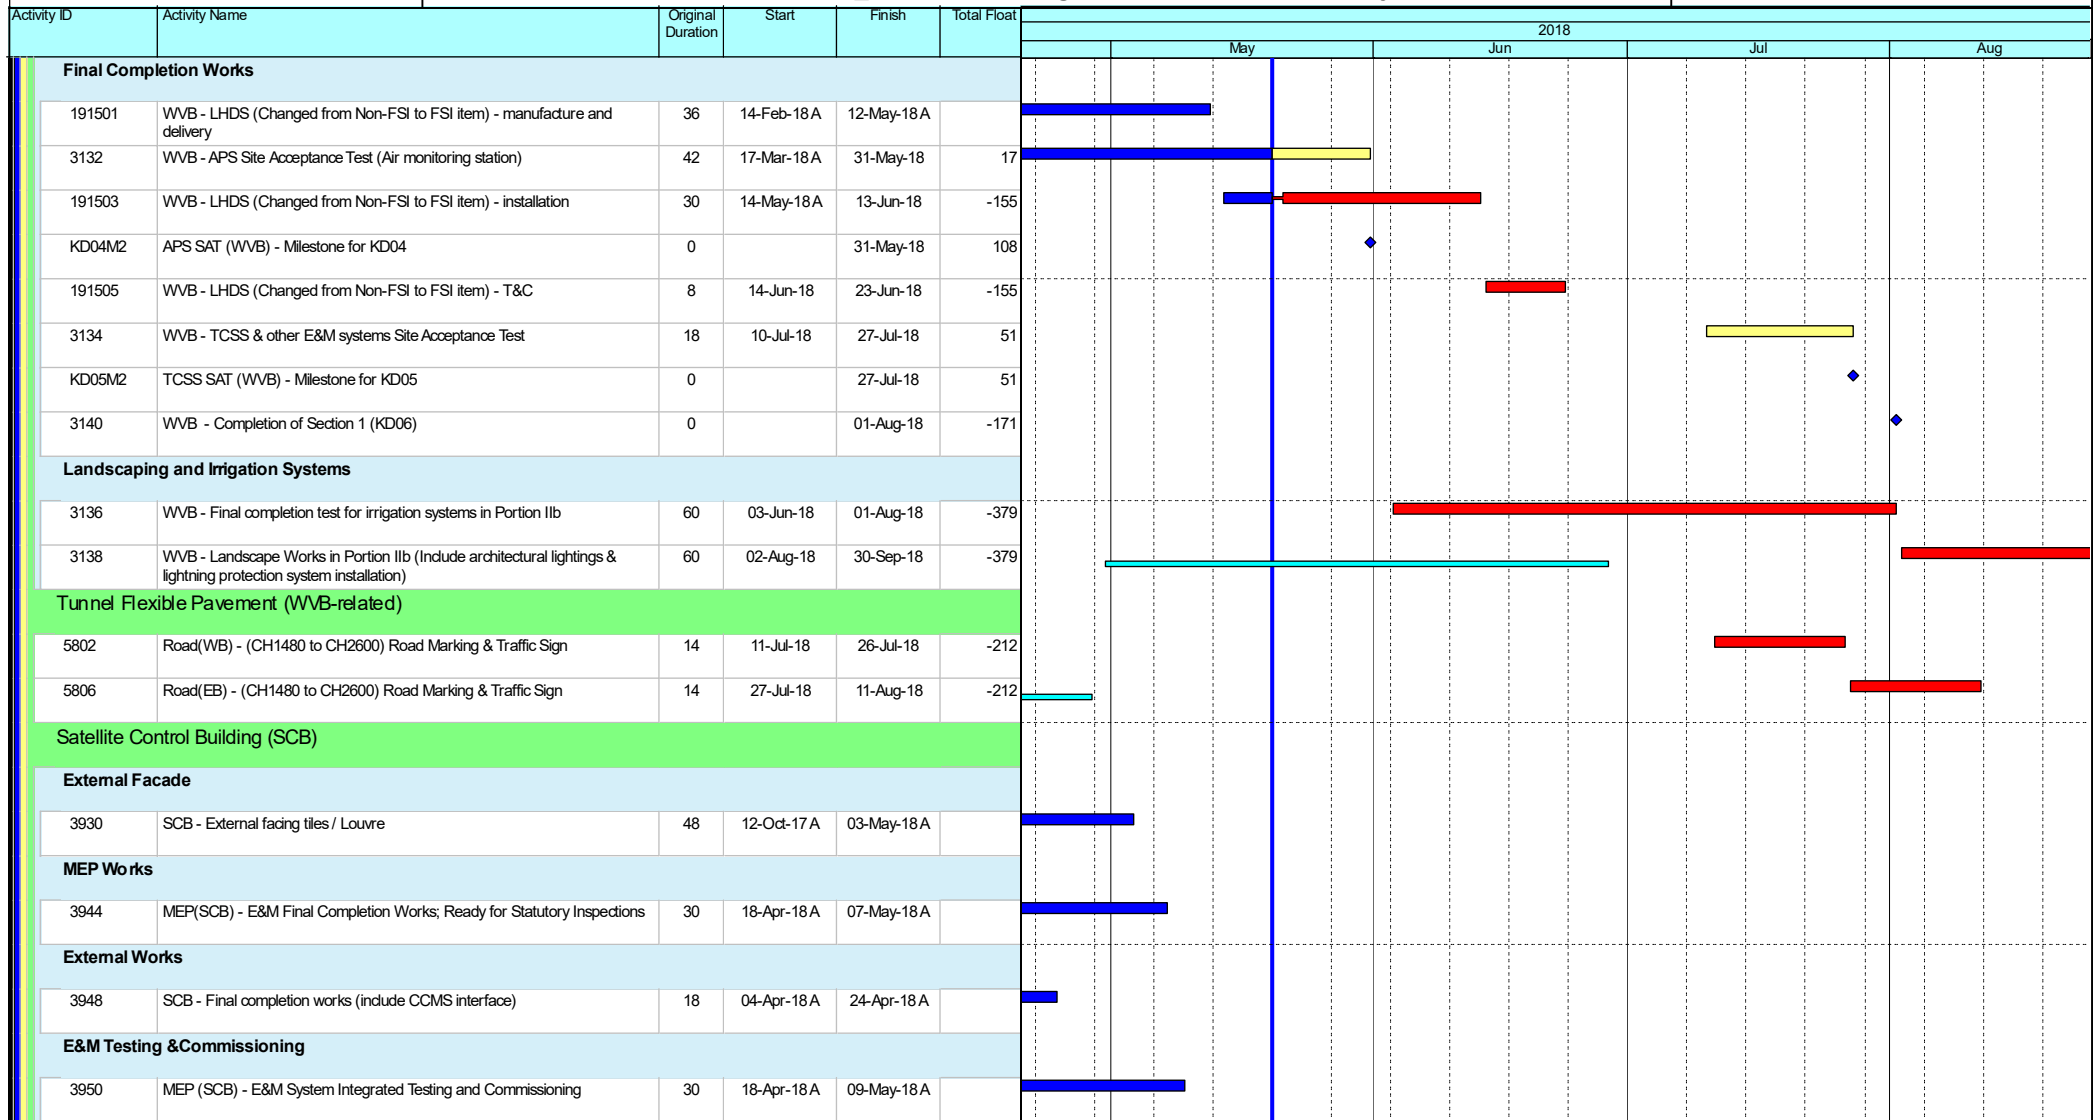 Activity ID Activity Name Original Duration Start Finish Total Float
2018
May Jun Jul Aug
Final Completion Works
191501 WVB - LHDS (Changed from Non-FSI to FSI item) - manufacture and delivery 36 14-Feb-18 A 12-May-18 A
3132 WVB - APS Site Acceptance Test (Air monitoring station) 42 17-Mar-18 A 31-May-18 17
191503 WVB - LHDS (Changed from Non-FSI to FSI item) - installation 30 14-May-18 A 13-Jun-18 -155
KD04M2 APS SAT (WVB) - Milestone for KD04 0 31-May-18 108
191505 WVB - LHDS (Changed from Non-FSI to FSI item) - T&C 8 14-Jun-18 23-Jun-18 -155
3134 WVB - TCSS & other E&M systems Site Acceptance Test 18 10-Jul-18 27-Jul-18 51
KD05M2 TCSS SAT (WVB) - Milestone for KD05 0 27-Jul-18 51
3140 WVB - Completion of Section 1 (KD06) 0 01-Aug-18 -171
Landscaping and Irrigation Systems
3136 WVB - Final completion test for irrigation systems in Portion IIb 60 03-Jun-18 01-Aug-18 -379
3138 WVB - Landscape Works in Portion IIb (Include architectural lightings & lightning protection system installation) 60 02-Aug-18 30-Sep-18 -379
Tunnel Flexible Pavement (WVB-related)
5802 Road(WB) - (CH1480 to CH2600) Road Marking & Traffic Sign 14 11-Jul-18 26-Jul-18 -212
5806 Road(EB) - (CH1480 to CH2600) Road Marking & Traffic Sign 14 27-Jul-18 11-Aug-18 -212
Satellite Control Building (SCB)
External Facade
3930 SCB - External facing tiles / Louvre 48 12-Oct-17 A 03-May-18 A
MEP Works
3944 MEP(SCB) - E&M Final Completion Works; Ready for Statutory Inspections 30 18-Apr-18 A 07-May-18 A
External Works
3948 SCB - Final completion works (include CCMS interface) 18 04-Apr-18 A 24-Apr-18 A
E&M Testing &Commissioning
3950 MEP (SCB) - E&M System Integrated Testing and Commissioning 30 18-Apr-18 A 09-May-18 A